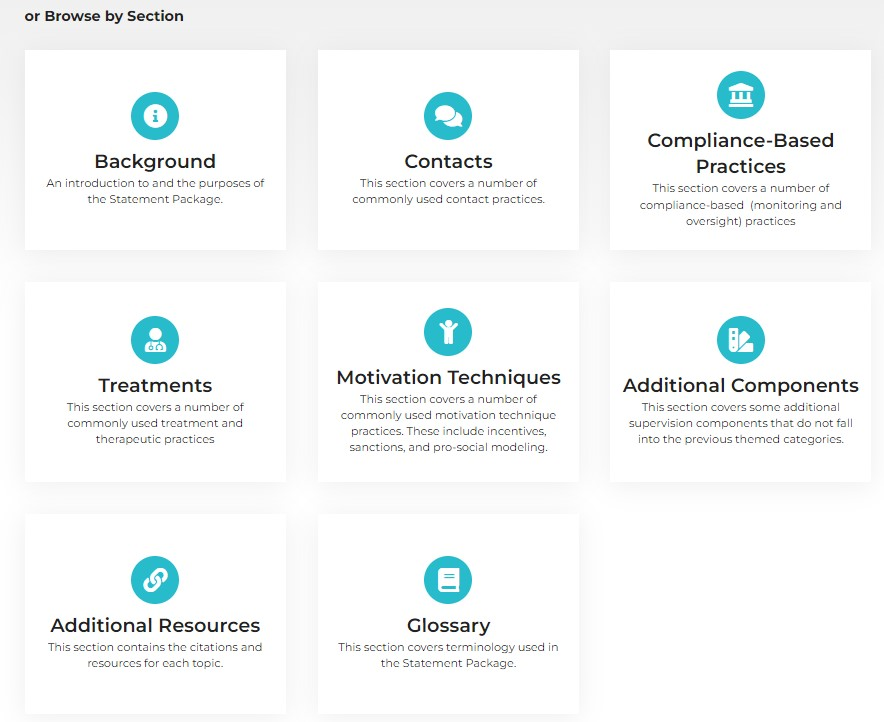 or Browse by Section
Background
An introduction to and the purposes of
the Statement Package.
Contacts
This section covers a number of
commonly used contact practices.
Compliance-Based
Practices
This section covers a number of
compliance-based (monitoring and
oversight) practices
Treatments
This section covers a number of
commonly used treatment and
therapeutic practices
Motivation Techniques
This section covers a number of
commonly used motivation technique
practices. These include incentives,
sanctions, and pro-social modeling.
Additional Components
This section covers some additional
supervision components that do not fall
into the previous themed categories.
Additional Resources
This section contains the citations and
resources for each topic.
Glossary
This section covers terminology used in
the Statement Package.